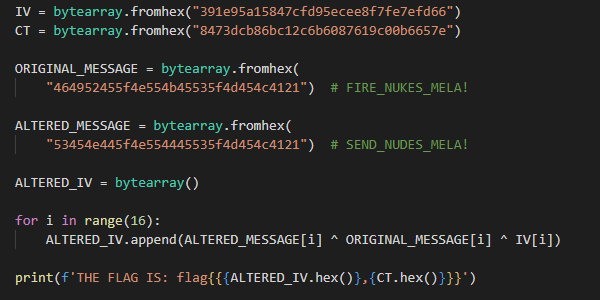 IV = bytearray.fromhex("391e95a15847cfd95ecee8f7fe7efd66")
CT = bytearray.fromhex("8473dcb86bc12c6b6087619c00b6657e")
ORIGINAL_MESSAGE = bytearray.fromhex(
"464952455f4e554b45535f4d454c4121") # FIRE_NUKES_MELA!
ALTERED_MESSAGE = bytearray.fromhex(
"53454e445f4e554445535f4d454c4121") # SEND_NUDES_MELA!
ALTERED_IV = bytearray()
for i in range(16):
ALTERED_IV.append(ALTERED_MESSAGE[i] ^ ORIGINAL_MESSAGE[i] ^ IV[i])
print(f'THE FLAG IS: flag{{{ALTERED_IV.hex()},{CT.hex()}}}')